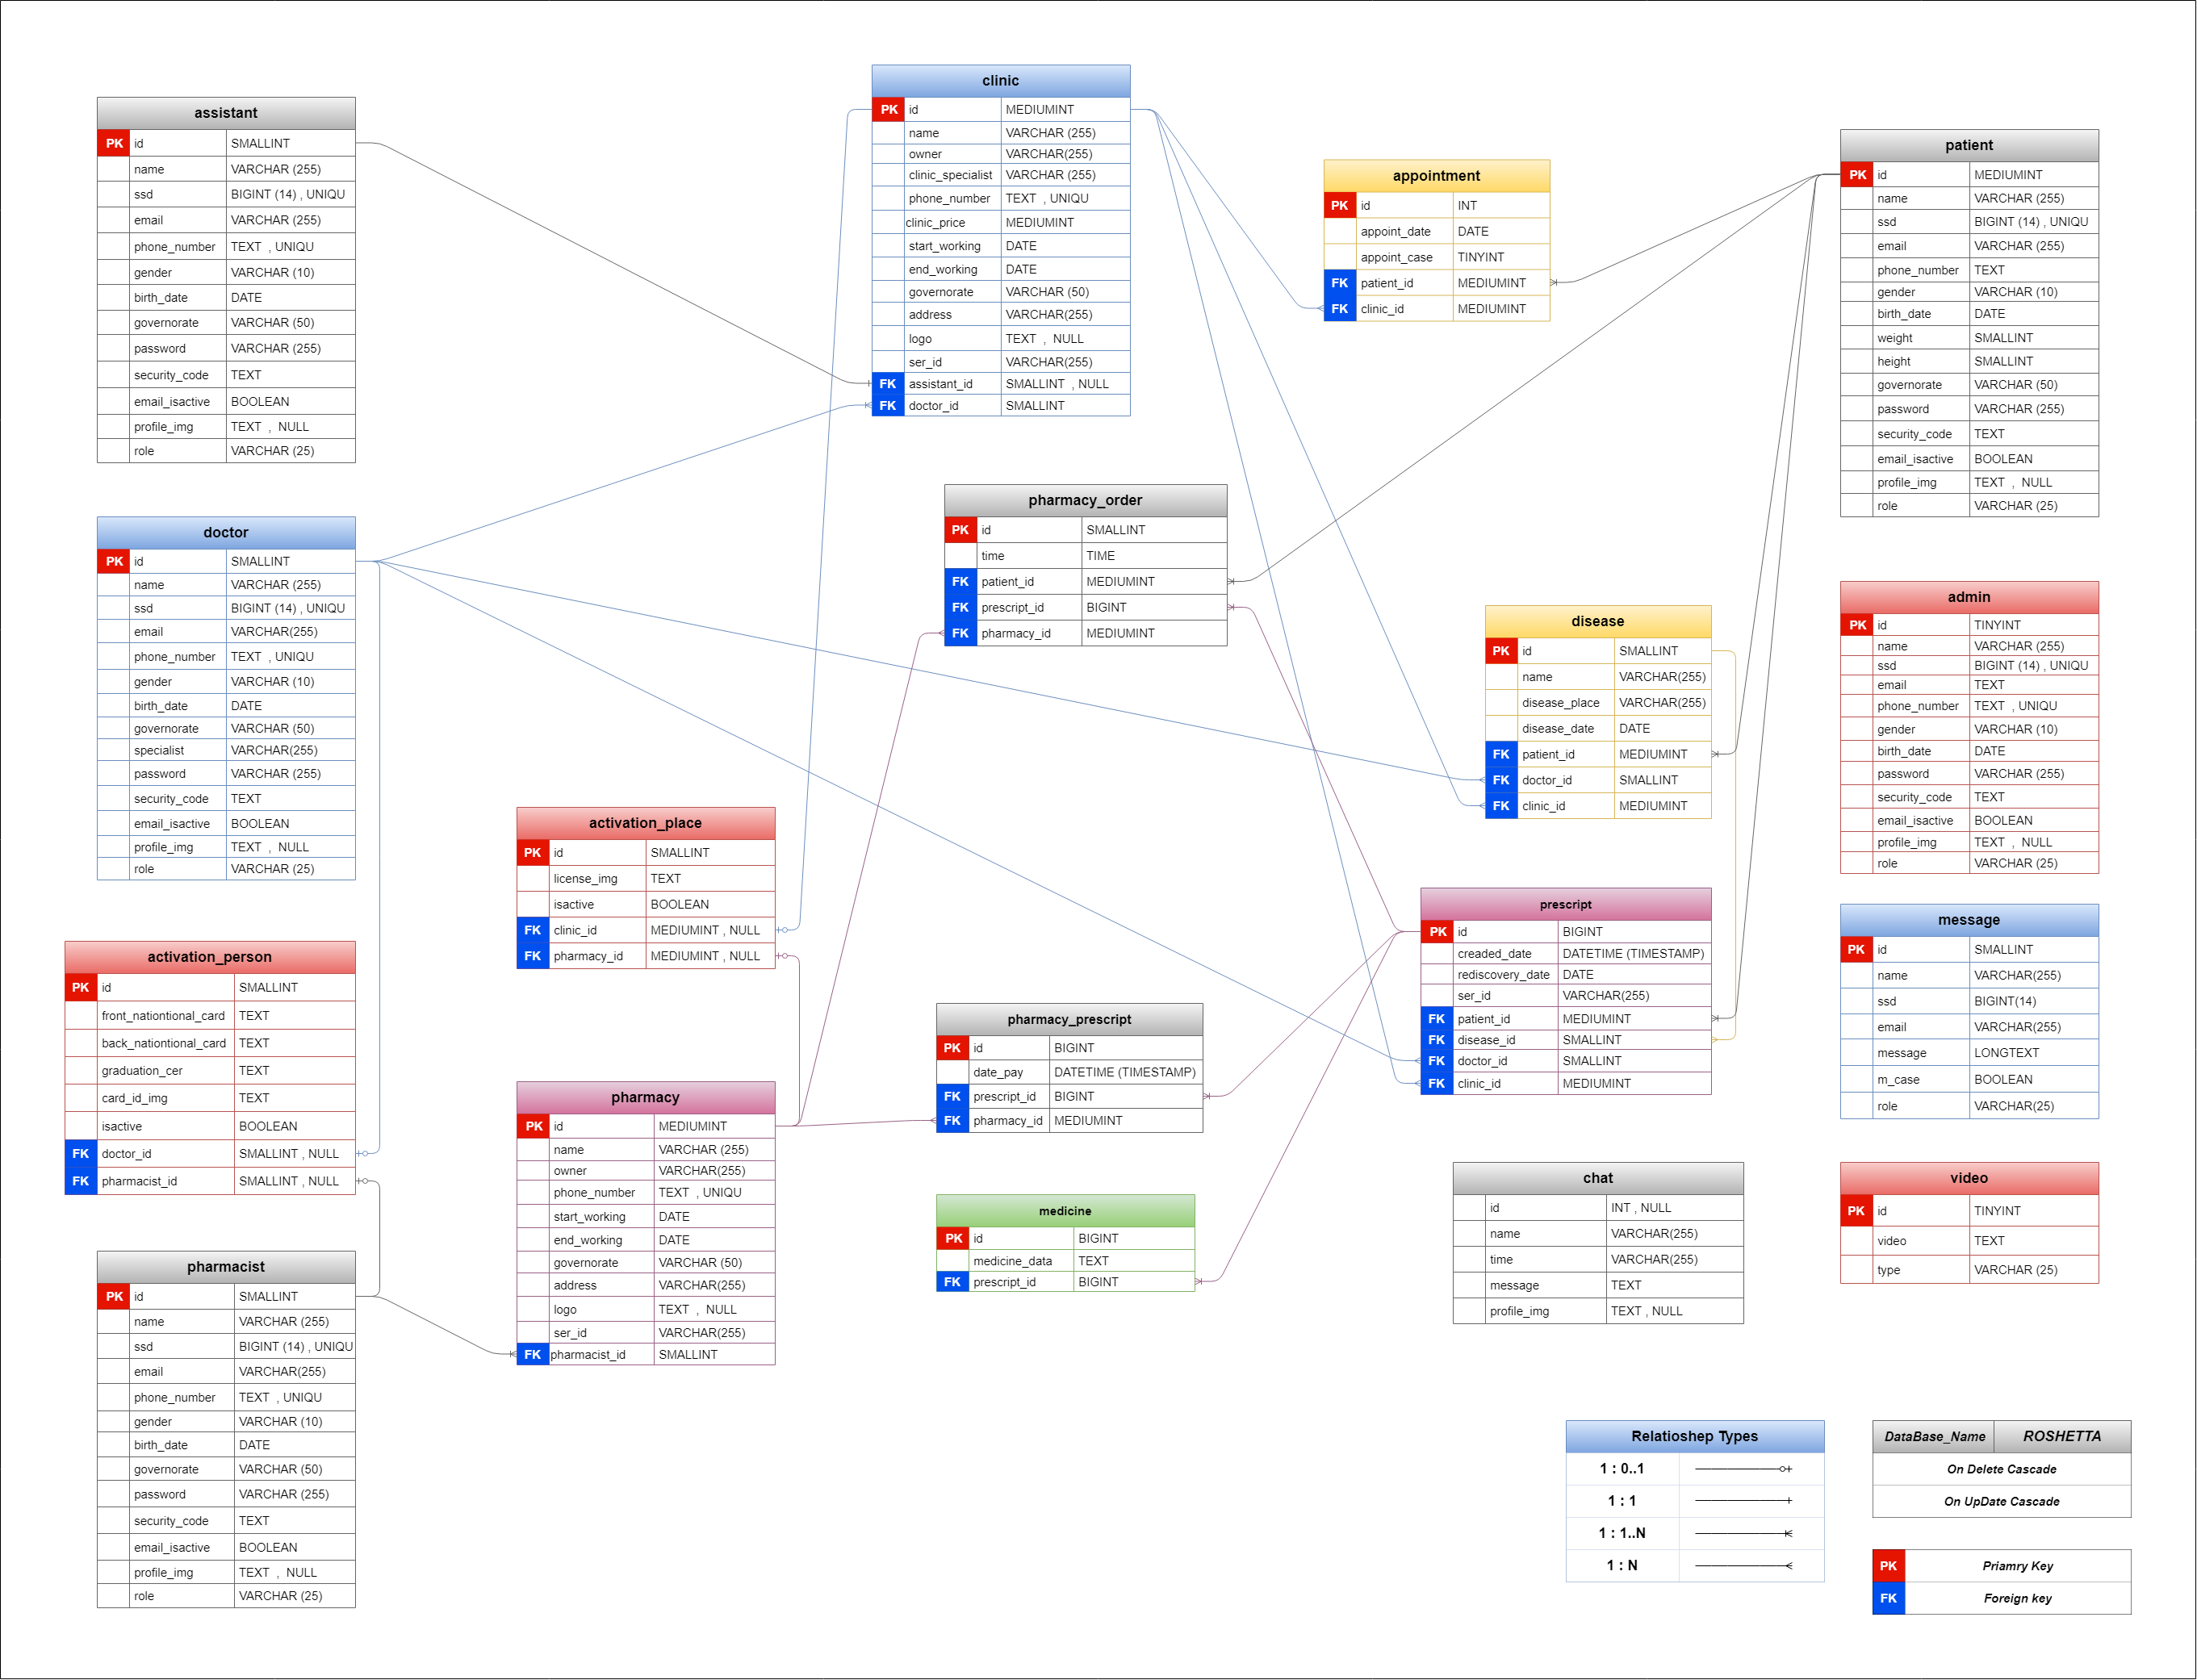 assistant
PK id SMALLINT
name VARCHAR (255)
ssd BIGINT (14) , UNIQU
email VARCHAR (255)
phone_number TEXT , UNIQU
gender VARCHAR (10)
birth_date DATE
governorate VARCHAR (50)
password VARCHAR (255)
security_code TEXT
email_isactive BOOLEAN
profile_img TEXT , NULL
role VARCHAR (25)
doctor
PK id SMALLINT
name VARCHAR (255)
ssd BIGINT (14) , UNIQU
email VARCHAR(255)
phone_number TEXT , UNIQU
gender VARCHAR (10)
birth_date DATE
governorate VARCHAR (50)
specialist VARCHAR(255)
password VARCHAR (255)
security_code TEXT
email_isactive BOOLEAN
profile_img TEXT , NULL
role VARCHAR (25)
activation_person
PK id SMALLINT
front_nationtional_card TEXT
back_nationtional_card TEXT
graduation_cer TEXT
card_id_img TEXT
isactive BOOLEAN
FK doctor_id SMALLINT , NULL
FK pharmacist_id SMALLINT , NULL
pharmacist
PK id SMALLINT
name VARCHAR (255)
ssd BIGINT (14) , UNIQU
email VARCHAR(255)
phone_number TEXT , UNIQU
gender VARCHAR (10)
birth_date DATE
governorate VARCHAR (50)
password VARCHAR (255)
security_code TEXT
email_isactive BOOLEAN
profile_img TEXT , NULL
role VARCHAR (25)
activation_place
PK id SMALLINT
license_img TEXT
isactive BOOLEAN
FK clinic_id MEDIUMINT , NULL
FK pharmacy_id MEDIUMINT , NULL
pharmacy
PK id MEDIUMINT
name VARCHAR (255)
owner VARCHAR(255)
phone_number TEXT , UNIQU
start_working DATE
end_working DATE
governorate VARCHAR (50)
address VARCHAR(255)
logo TEXT , NULL
ser_id VARCHAR(255)
FK pharmacist_id SMALLINT
clinic
PK id MEDIUMINT
name VARCHAR (255)
owner VARCHAR(255)
clinic_specialist VARCHAR (255)
phone_number TEXT , UNIQU
clinic_price MEDIUMINT
start_working DATE
end_working DATE
governorate VARCHAR (50)
address VARCHAR(255)
logo TEXT , NULL
ser_id VARCHAR(255)
FK assistant_id SMALLINT , NULL
FK doctor_id SMALLINT
pharmacy_order
PK id SMALLINT
time TIME
FK patient_id MEDIUMINT
FK prescript_id BIGINT
FK pharmacy_id MEDIUMINT
pharmacy_prescript
PK id BIGINT
date_pay DATETIME (TIMESTAMP)
FK prescript_id BIGINT
FK pharmacy_id MEDIUMINT
medicine
PK id BIGINT
medicine_data TEXT
FK prescript_id BIGINT
appointment
PK id INT
appoint_date DATE
appoint_case TINYINT
FK patient_id MEDIUMINT
FK clinic_id MEDIUMINT
disease
PK id SMALLINT
name VARCHAR(255)
disease_place VARCHAR(255)
disease_date DATE
FK patient_id MEDIUMINT
FK doctor_id SMALLINT
FK clinic_id MEDIUMINT
prescript
PK id BIGINT
creaded_date DATETIME (TIMESTAMP)
rediscovery_date DATE
ser_id VARCHAR(255)
FK patient_id MEDIUMINT
FK disease_id SMALLINT
FK doctor_id SMALLINT
FK clinic_id MEDIUMINT
chat
id INT , NULL
name VARCHAR(255)
time VARCHAR(255)
message TEXT
profile_img TEXT , NULL
patient
PK id MEDIUMINT
name VARCHAR (255)
ssd BIGINT (14) , UNIQU
email VARCHAR (255)
phone_number TEXT
gender VARCHAR (10)
birth_date DATE
weight SMALLINT
height SMALLINT
governorate VARCHAR (50)
password VARCHAR (255)
security_code TEXT
email_isactive BOOLEAN
profile_img TEXT , NULL
role VARCHAR (25)
admin
PK id TINYINT
name VARCHAR (255)
ssd BIGINT (14) , UNIQU
email TEXT
phone_number TEXT , UNIQU
gender VARCHAR (10)
birth_date DATE
password VARCHAR (255)
security_code TEXT
email_isactive BOOLEAN
profile_img TEXT , NULL
role VARCHAR (25)
message
PK id SMALLINT
name VARCHAR(255)
ssd BIGINT(14)
email VARCHAR(255)
message LONGTEXT
m_case BOOLEAN
role VARCHAR(25)
video
PK id TINYINT
video TEXT
type VARCHAR (25)
Relatioshep Types
1 : 0..1
1 : 1
1 : 1..N
1 : N
DataBase_Name ROSHETTA
On Delete Cascade
On UpDate Cascade
PK Priamry Key
FK Foreign key